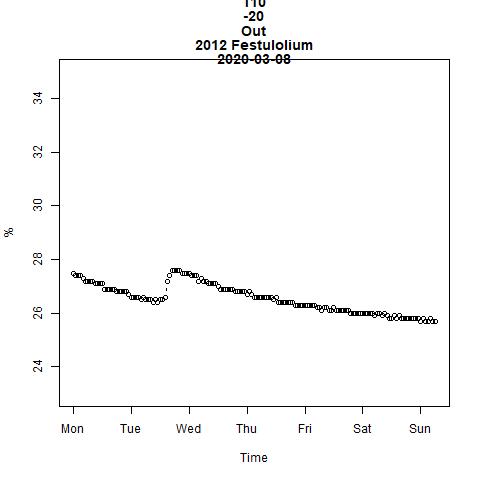 110
-20
Out
2012 Festulolium
2020-03-08
34
32
30
28
26
24
%
Mon Tue Wed Thu Fri Sat Sun
Time